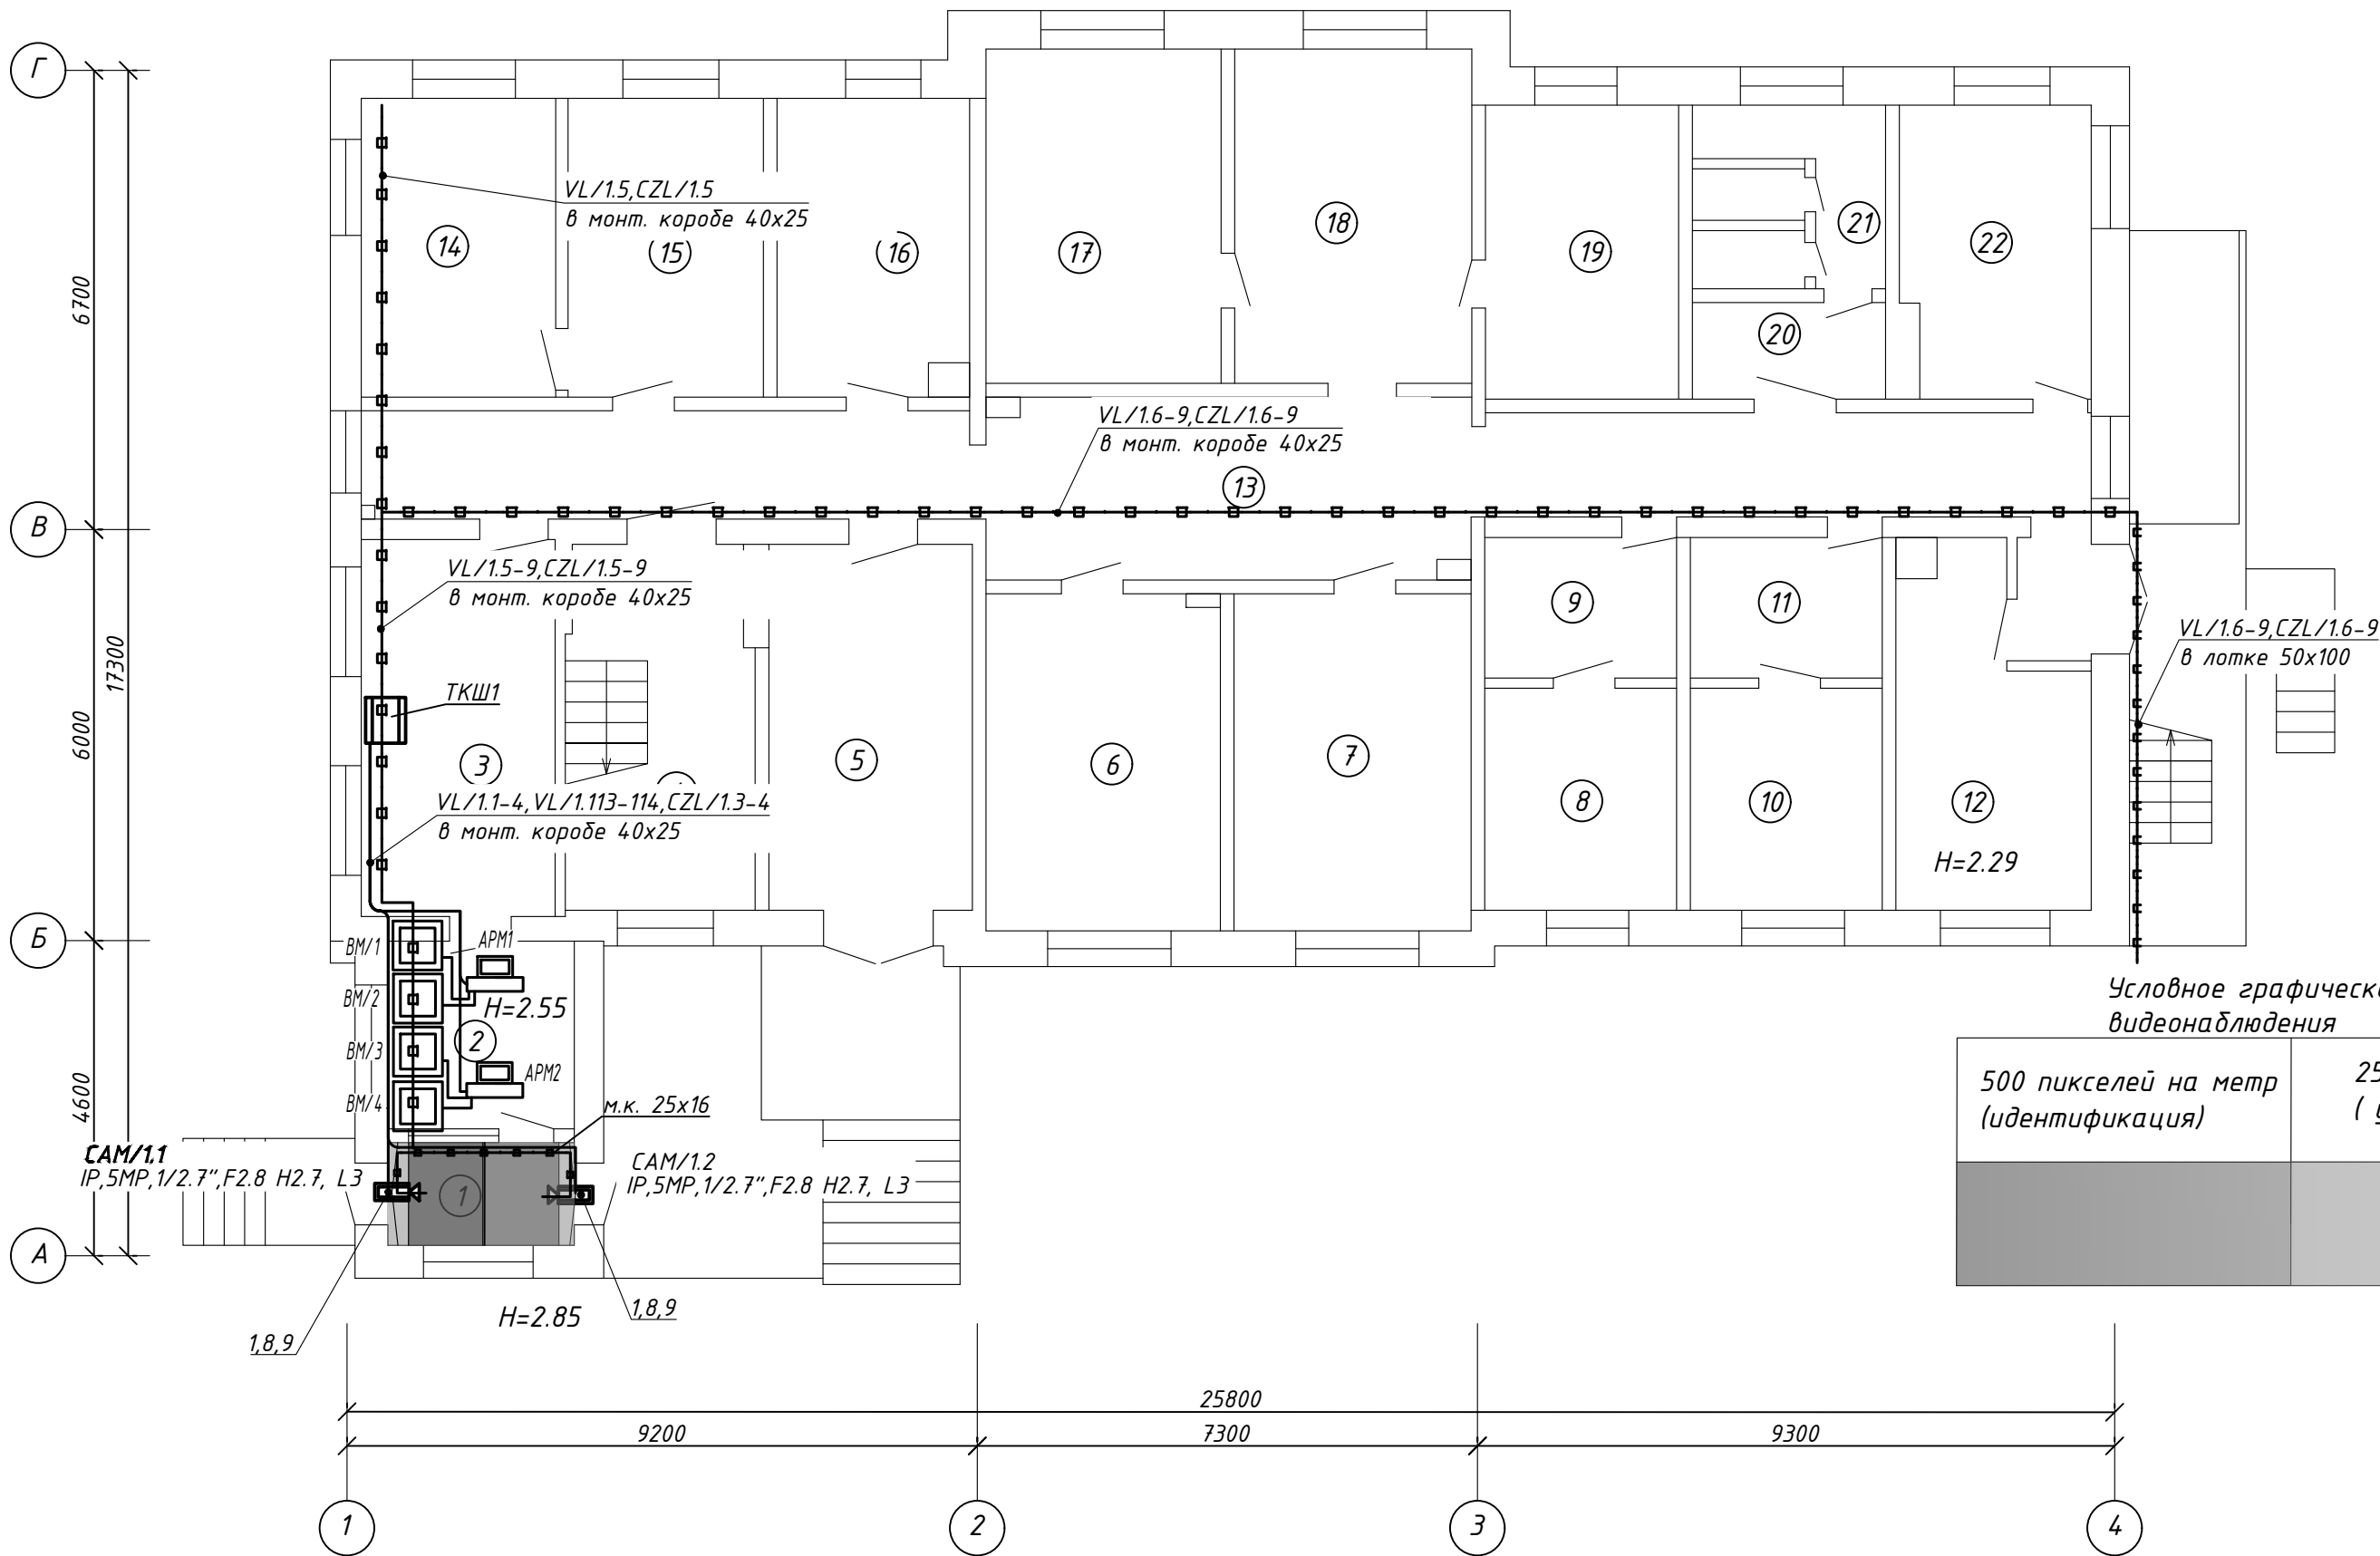 Г
VL/1.5,CZL/1.5
в монт. коробе 40х25
14
15
16
17
18
19
20
21
22
6700
VL/1.6-9,CZL/1.6-9
в монт. коробе 40х25
13
В
VL/1.5-9,CZL/1.5-9
в монт. коробе 40х25
9
11
VL/1.6-9,CZL/1.6-9
в лотке 50х100
17300
6000
ТКШ1
3
5
6
7
8
10
12
VL/1.1-4,VL/1.113-114,CZL/1.3-4
в монт. коробе 40х25
Н=2.29
Б
ВМ/1
АРМ1
ВМ/2
Н=2.55
2
ВМ/3
АРМ2
ВМ/4
4600
м.к. 25х16
Условное графическ
видеонаблюдения
500 пикселей на метр
(идентификация)
25
(
CAM/1.1
IP,5MP,1/2.7",F2.8 H2.7, L3
CAM/1.2
IP,5MP,1/2.7",F2.8 H2.7, L3
1
А
1,8,9
Н=2.85
1,8,9
25800
9200
7300
9300
1
2
3
4